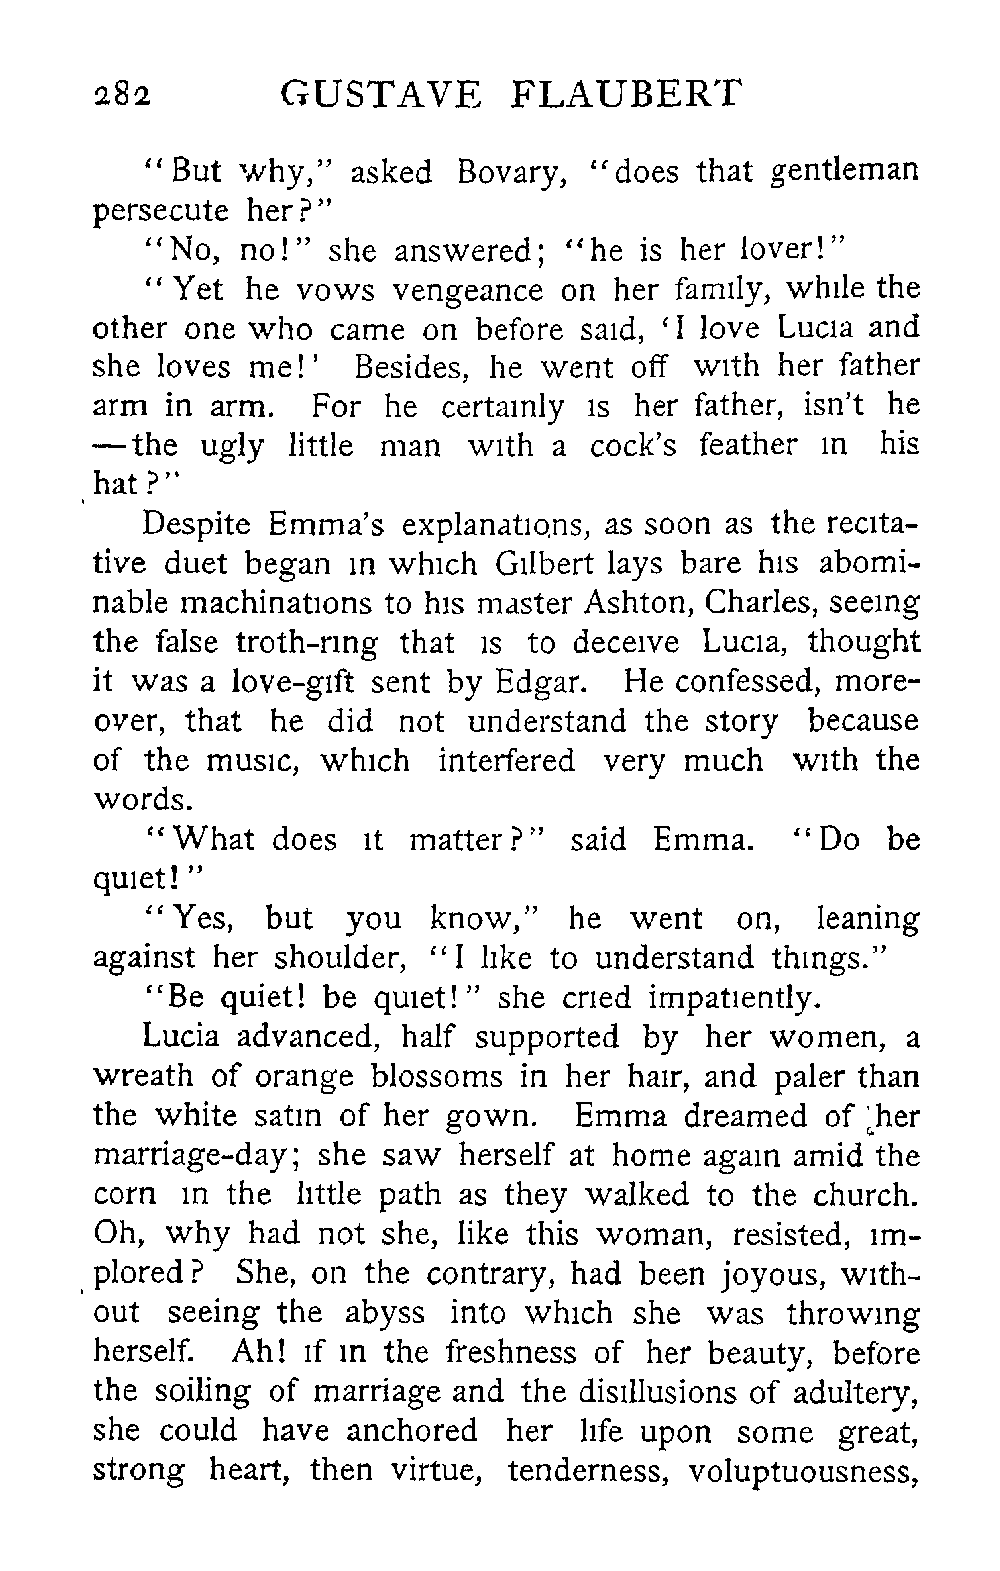 282 GUSTAVE FLAUBERT
"But why," asked Bovary, "does that gentleman
persecute her?"
"No, no!" she answered; "he is her lover!"
"Yet he vows vengeance on her family, while the
other one who came on before said, 'I love Lucia and
she loves me!' Besides, he went off with her father
arm in arm. For he certainly is her father, isn't he
—the ugly little man with a cock's feather in his
hat?"
Despite Emma's explanations, as soon as the recita-
tive duet began in which Gilbert lays bare his abomi-
nable machinations to his master Ashton, Charles, seeing
the false troth-ring that is to deceive Lucia, thought
it was a love-gift sent by Edgar. He confessed, more-
over, that he did not understand the story because
of the music, which interfered very much with the
words.
"What does it matter?" said Emma. "Do be
quiet!"
"Yes, but you know," he went on, leaning
against her shoulder, "I like to understand things."
"Be quiet! be quiet!" she cried impatiently.
Lucia advanced, half supported by her women, a
wreath of orange blossoms in her hair, and paler than
the white satin of her gown. Emma dreamed of her
marriage-day; she saw herself at home again amid the
corn in the little path as they walked to the church.
Oh, why had not she, like this woman, resisted, im-
plored? She, on the contrary, had been joyous, with-
out seeing the abyss into which she was throwing
herself. Ah! if in the freshness of her beauty, before
the soiling of marriage and the disillusions of adultery,
she could have anchored her life upon some great,
strong heart, then virtue, tenderness, voluptuousness,